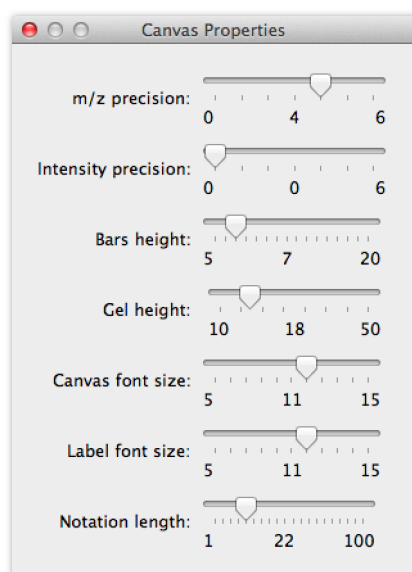 Canvas Properties
m/z precision:
0 4 6
Intensity precision:
0 0 6
Bars height:
5 7 20
Gel height:
10 18 50
Canvas font size:
5 11 15
Label font size:
5 11 15
Notation length:
1 22 100